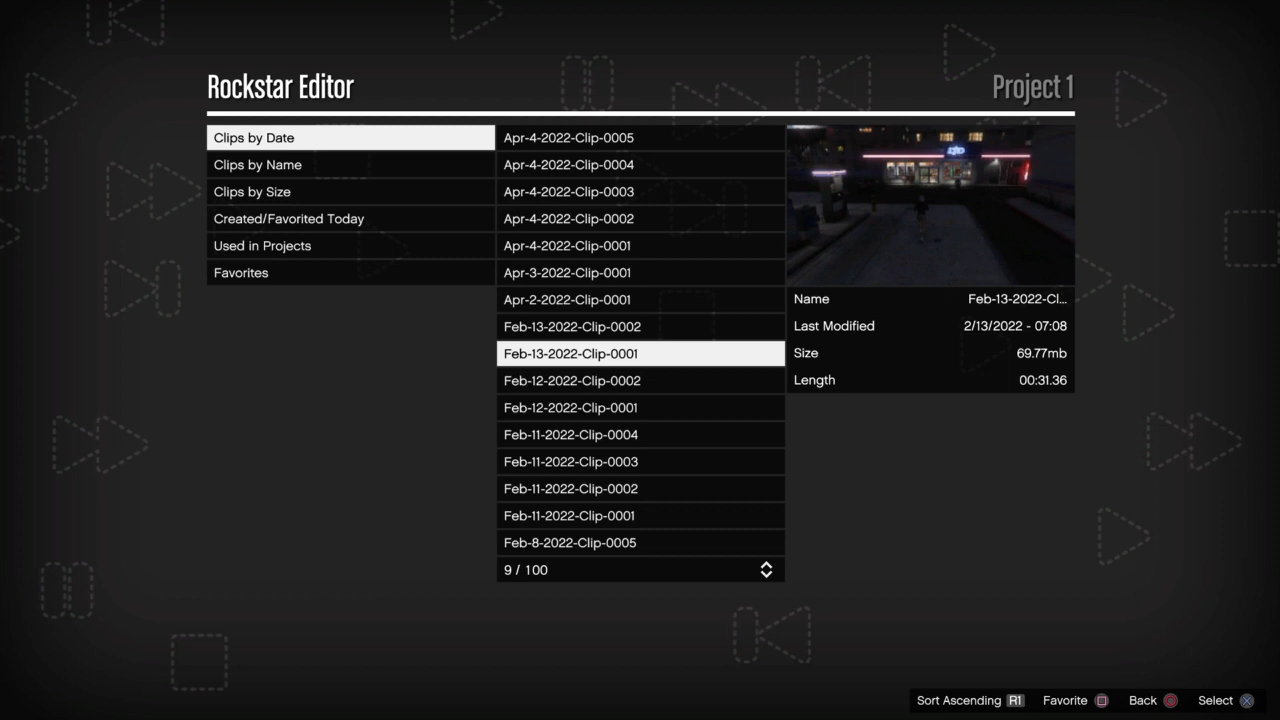 Rockstar Editor
Project 1
Clips by Date
Clips by Name
Clips by Size
Created/Favorited Today
Used in Projects
Favorites
Apr-4-2022-Clip-0005
Apr-4-2022-Clip-0004
Apr-4-2022-Clip-0003
Apr-4-2022-Clip-0002
Apr-4-2022-Clip-0001
Apr-3-2022-Clip-0001
Apr-2-2022-Clip-0001
Feb-13-2022-Clip-0002
Feb-13-2022-Clip-0001
Feb-12-2022-Clip-0002
Feb-12-2022-Clip-0001
Feb-11-2022-Clip-0004
Feb-11-2022-Clip-0003
Feb-11-2022-Clip-0002
Feb-11-2022-Clip-0001
Feb-8-2022-Clip-0005
9 / 100
Name Feb-13-2022-Cl...
Last Modified 2/13/2022 - 07:08
Size 69.77mb
Length 00:31.36
Sort Ascending R1 Favorite Back Select